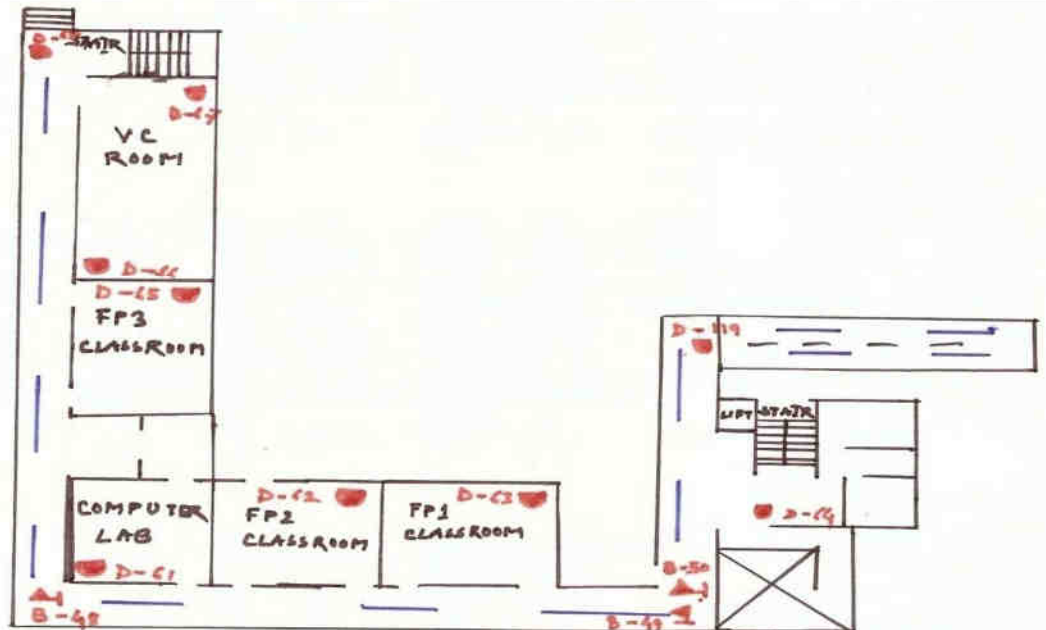 STAIR
D-67
VC
ROOM
D-66
D-65
FP3
CLASSROOM
D-119
LIFT STAIR
COMPUTER
LAB
D-61
D-62
FP2
CLASSROOM
D-63
FP1
CLASSROOM
D-64
B-50
B-48
B-49